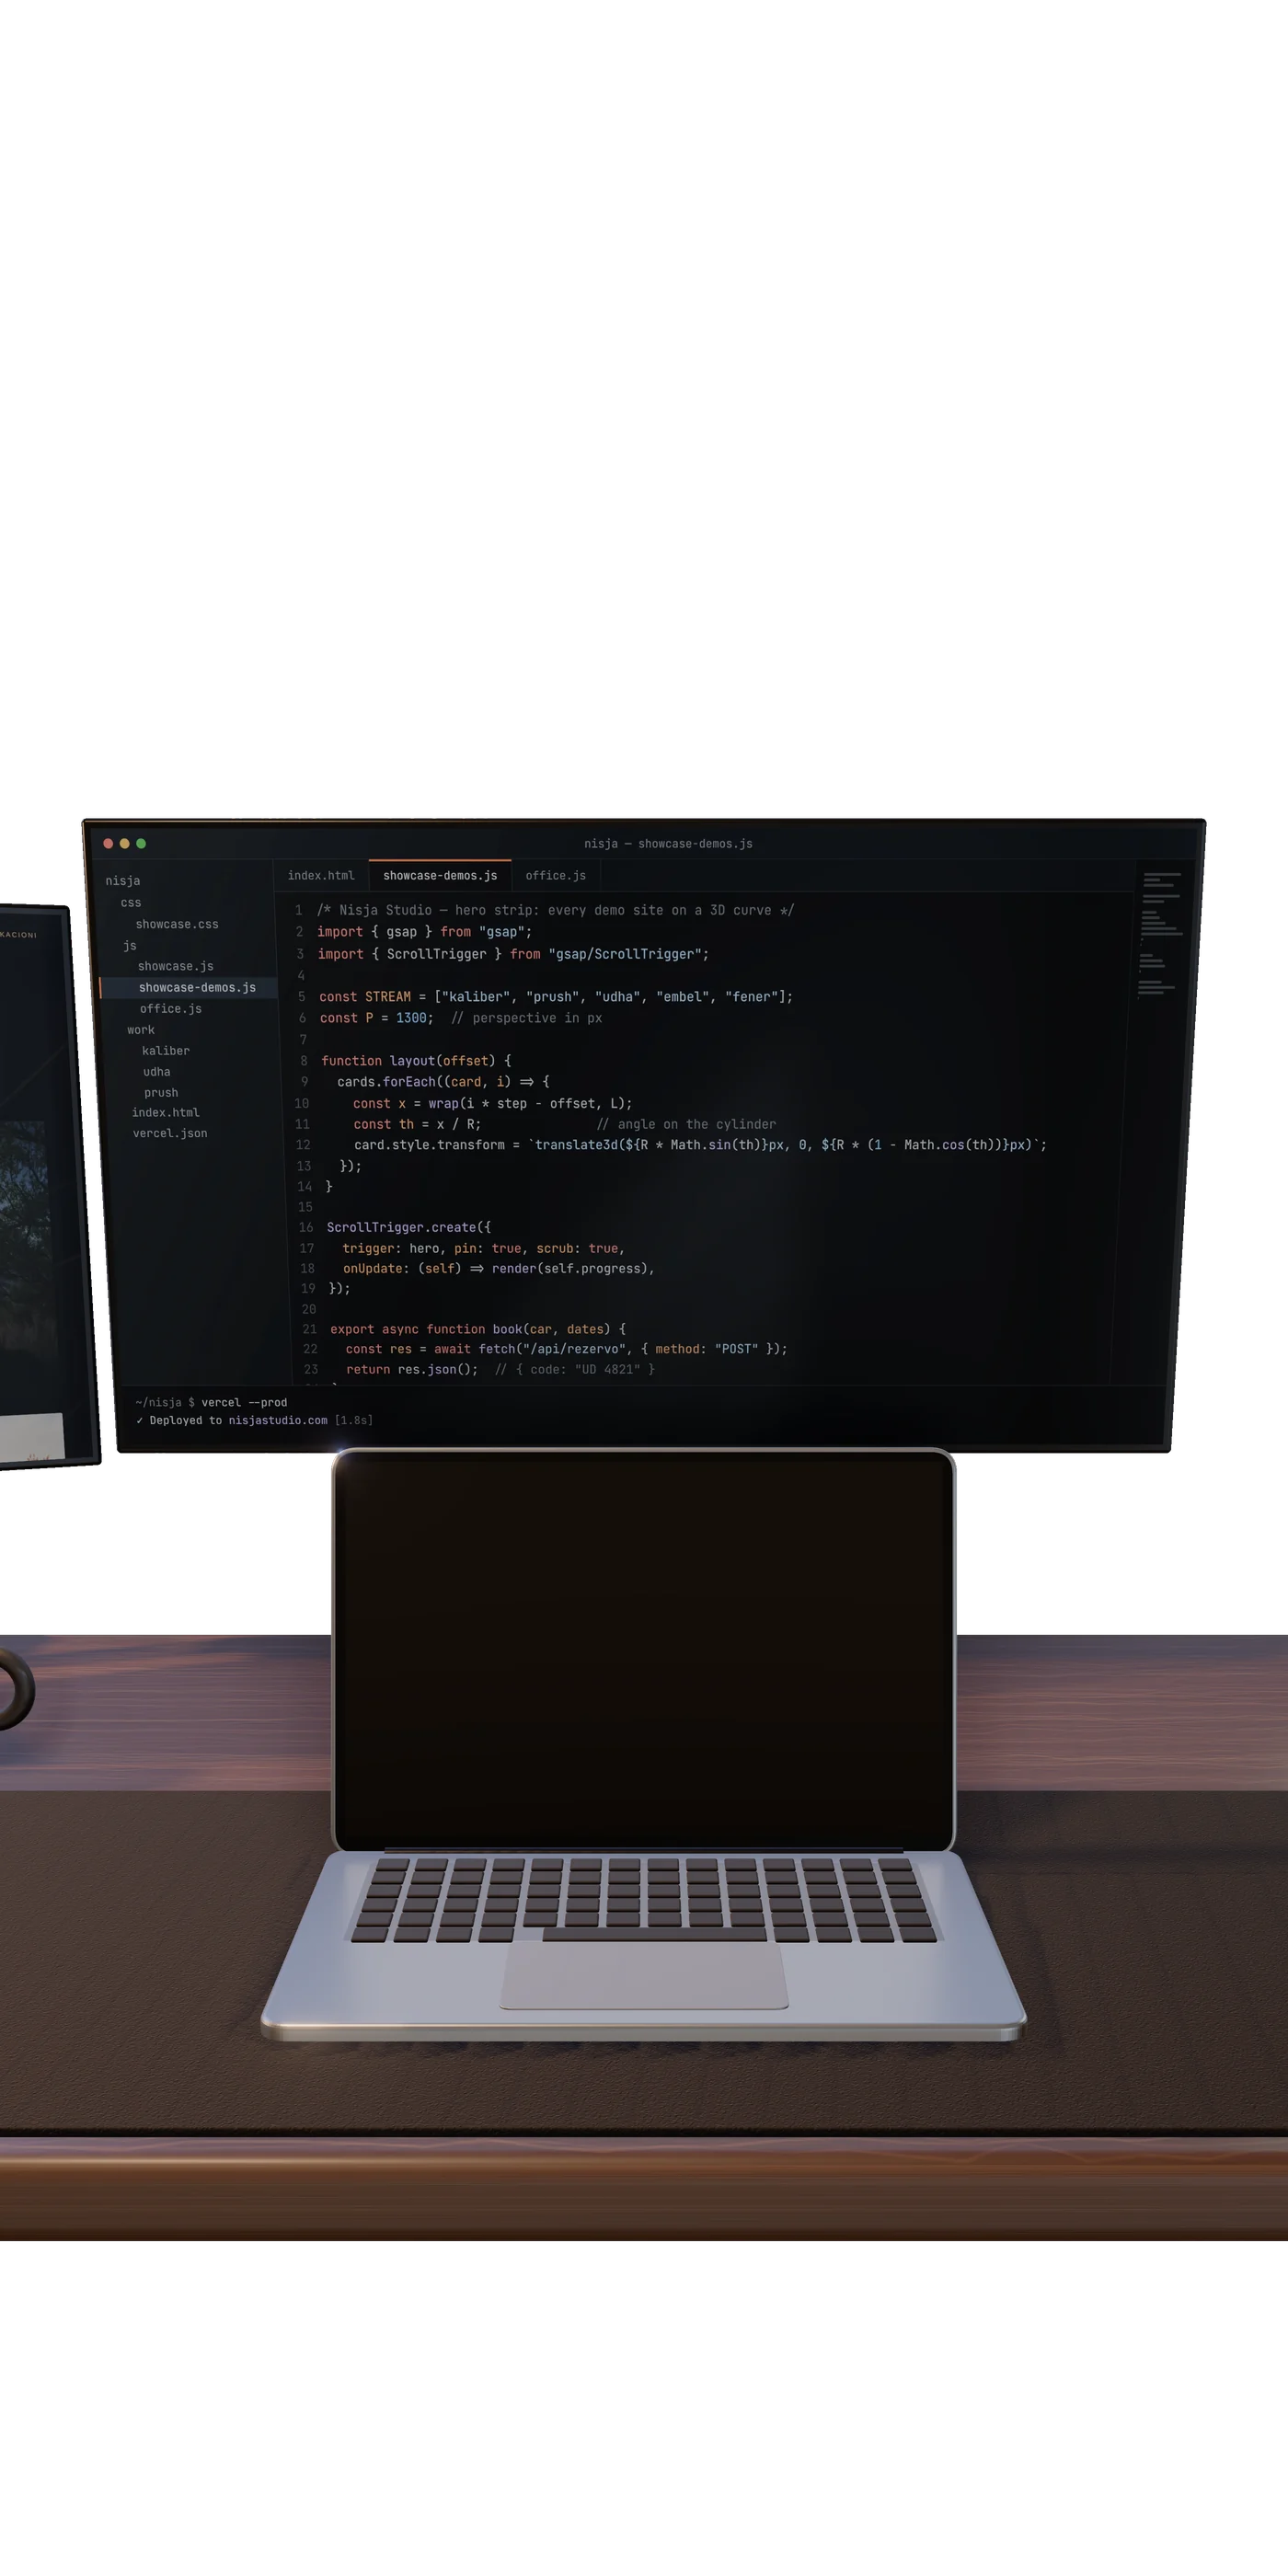 KACIONI
nisja — showcase-demos.js
nisja
css
showcase.css
js
showcase.js
showcase-demos.js
office.js
work
kaliber
udha
prush
index.html
vercel.json
index.html showcase-demos.js office.js
1 /* Nisja Studio — hero strip: every demo site on a 3D curve */
2 import { gsap } from "gsap";
3 import { ScrollTrigger } from "gsap/ScrollTrigger";
4
5 const STREAM = ["kaliber", "prush", "udha", "embel", "fener"];
6 const P = 1300; // perspective in px
7
8 function layout(offset) {
9 cards.forEach((card, i) => {
10 const x = wrap(i * step - offset, L);
11 const th = x / R; // angle on the cylinder
12 card.style.transform = `translate3d(${R * Math.sin(th)}px, 0, ${R * (1 - Math.cos(th))}px)`;
13 });
14 }
15
16 ScrollTrigger.create({
17 trigger: hero, pin: true, scrub: true,
18 onUpdate: (self) => render(self.progress),
19 });
20
21 export async function book(car, dates) {
22 const res = await fetch("/api/rezervo", { method: "POST" });
23 return res.json(); // { code: "UD 4821" }
~/nisja $ vercel --prod
✓ Deployed to nisjastudio.com [1.8s]